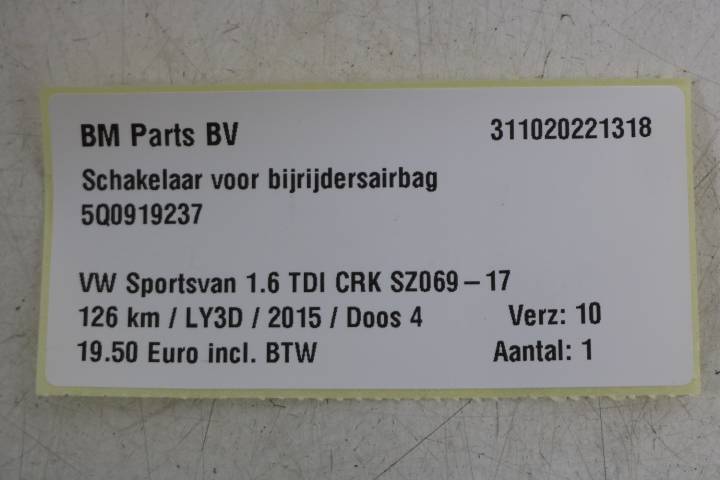 BM Parts BV 311020221318
Schakelaar voor bijrijdersairbag
5Q0919237
VW Sportsvan 1.6 TDI CRK SZ069-17
126 km / LY3D / 2015 / Doos 4 Verz: 10
19.50 Euro incl. BTW Aantal: 1